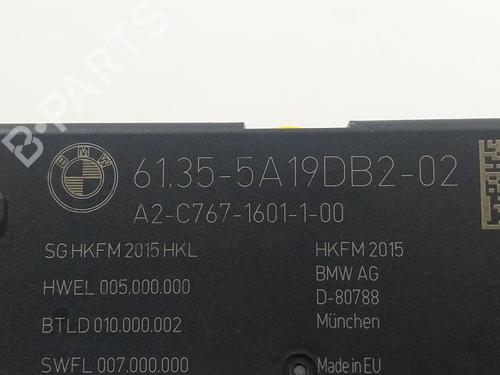 BMW
61.35-5A19DB2-02
A2-C767-1601-1-00
SG HKFM 2015 HKL
HWEL 005.000.000
BTLD 010.000.002
SWFL 007.000.000
HKFM 2015
BMW AG
D-80788
München
Made in EU
B-PARTS